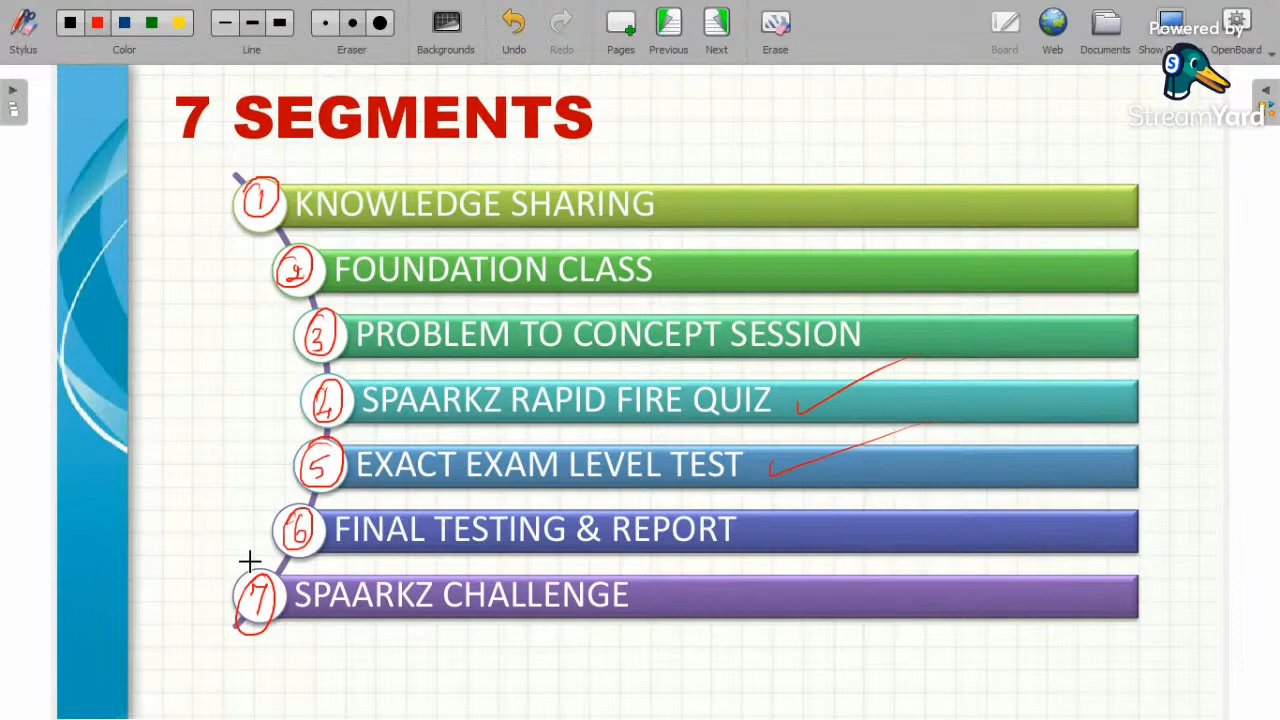 Stylus
Color
Line
Eraser
Backgrounds
Undo
Redo
Pages
Previous
Next
Erase
Board
Web
Documents
OpenBoard
Powered by
S
StreamYard
7 SEGMENTS
1 KNOWLEDGE SHARING
2 FOUNDATION CLASS
3 PROBLEM TO CONCEPT SESSION
4 SPAARKZ RAPID FIRE QUIZ
5 EXACT EXAM LEVEL TEST
6 FINAL TESTING & REPORT
7 SPAARKZ CHALLENGE